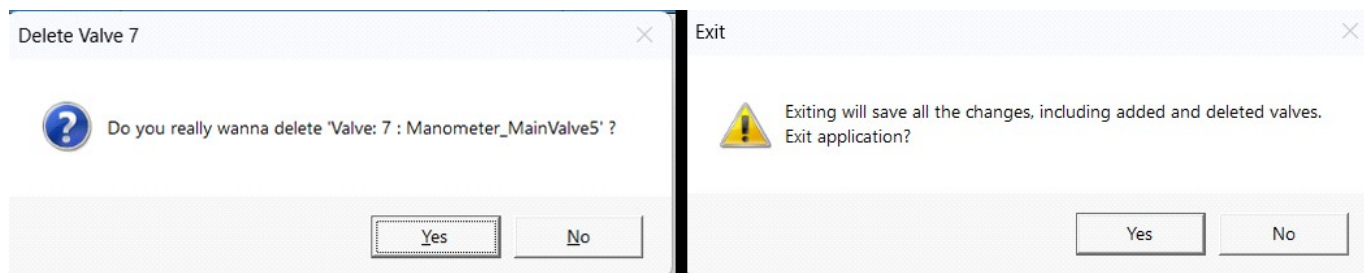 Delete Valve 7
Do you really wanna delete 'Valve: 7 : Manometer_MainValve5' ?
Yes
No
Exit
Exiting will save all the changes, including added and deleted valves.
Exit application?
Yes
No